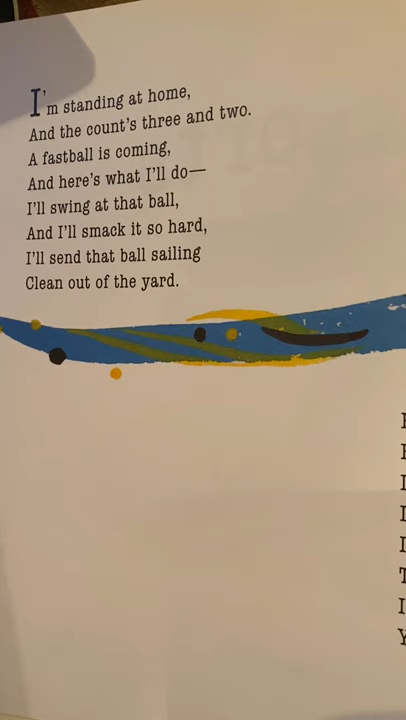 I'm standing at home,
And the count's three and two.
A fastball is coming,
And here's what I'll do—
I'll swing at that ball,
And I'll smack it so hard,
I'll send that ball sailing
Clean out of the yard.